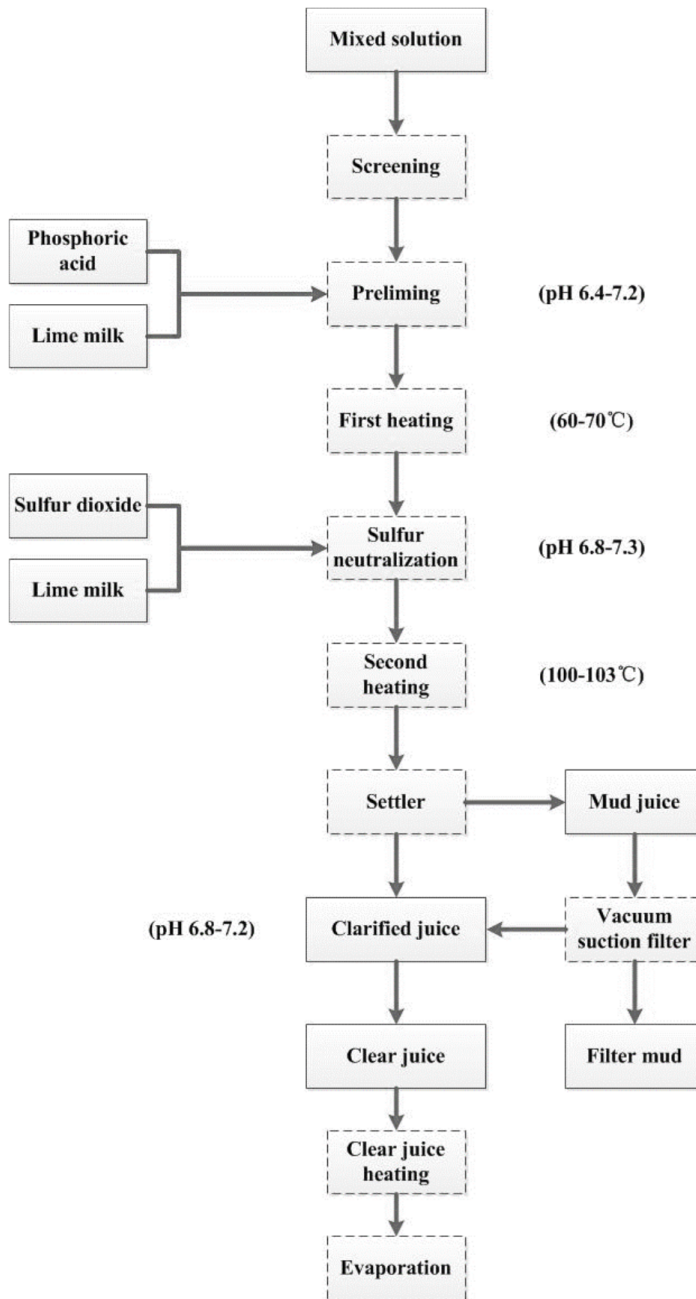 Mixed solution
Screening
Phosphoric
acid
Lime milk
Preliming
(pH 6.4-7.2)
First heating
(60-70℃)
Sulfur dioxide
Lime milk
Sulfur
neutralization
(pH 6.8-7.3)
Second
heating
(100-103℃)
Settler
Mud juice
(pH 6.8-7.2)
Clarified juice
Vacuum
suction filter
Clear juice
Filter mud
Clear juice
heating
Evaporation